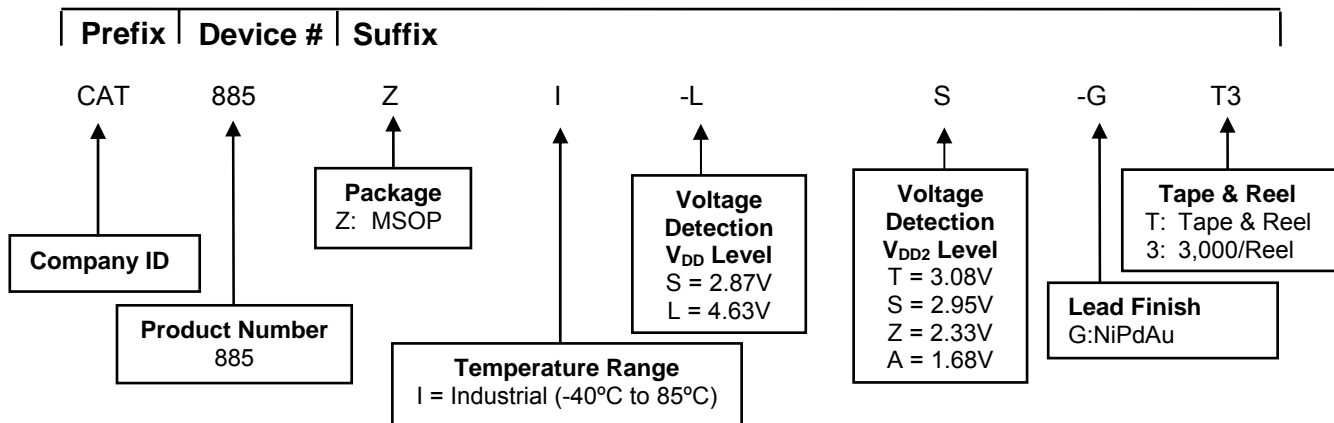 Prefix Device # Suffix
CAT 885 Z I -L S -G T3
Company ID
Product Number
885
Package
Z: MSOP
Temperature Range
I = Industrial (-40ºC to 85ºC)
Voltage
Detection
VDD Level
S = 2.87V
L = 4.63V
Voltage
Detection
VDD2 Level
T = 3.08V
S = 2.95V
Z = 2.33V
A = 1.68V
Lead Finish
G:NiPdAu
Tape & Reel
T: Tape & Reel
3: 3,000/Reel